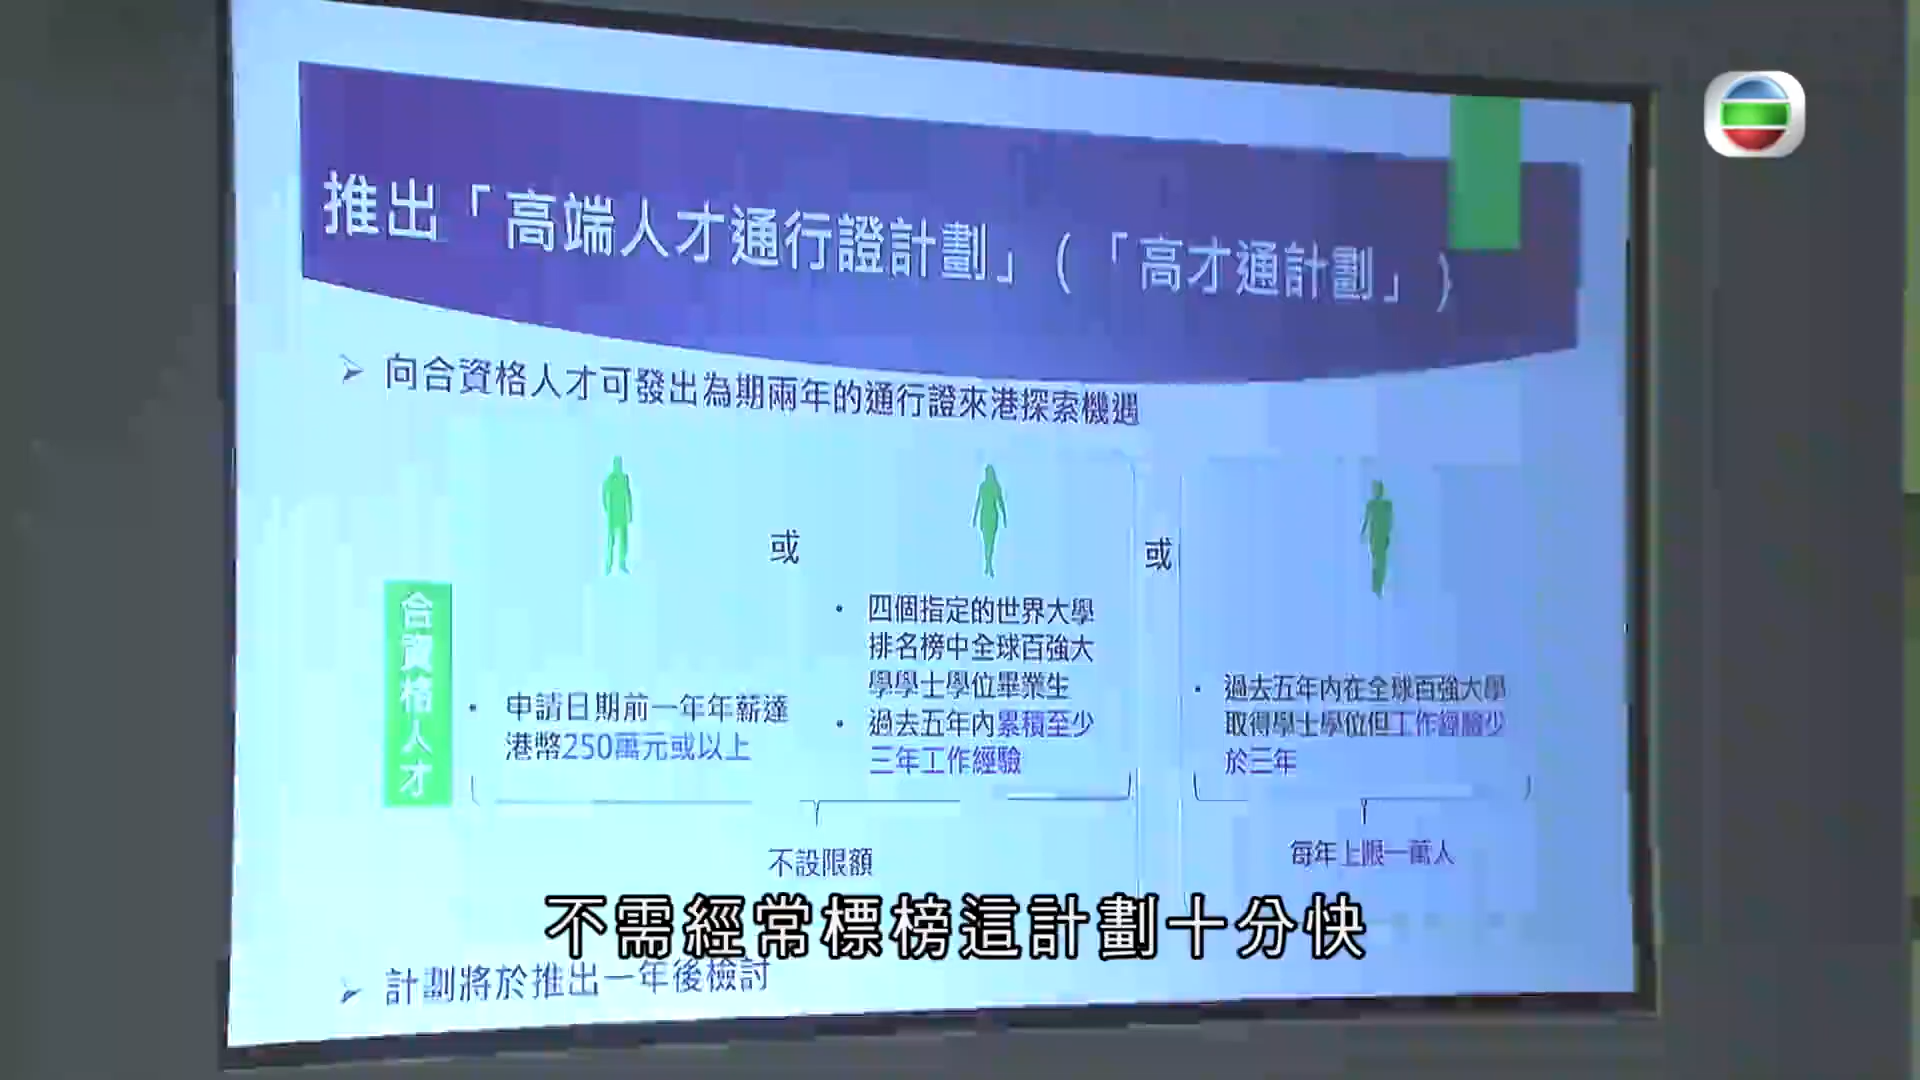 推出「高端人才通行證計劃」(「高才通計劃」)
向合資格人才可發出為期兩年的通行證來港探索機遇
或
或
合資格人才
申請日期前一年年薪達
港幣250萬元或以上
四個指定的世界大學
排名榜中全球百強大
學學士學位畢業生
過去五年內累積至少
三年工作經驗
過去五年內在全球百強大學
取得學士學位但工作經驗少
於三年
不設限額
每年上限一萬人
不需經常標榜這計劃十分快
計劃將於推出一年後檢討